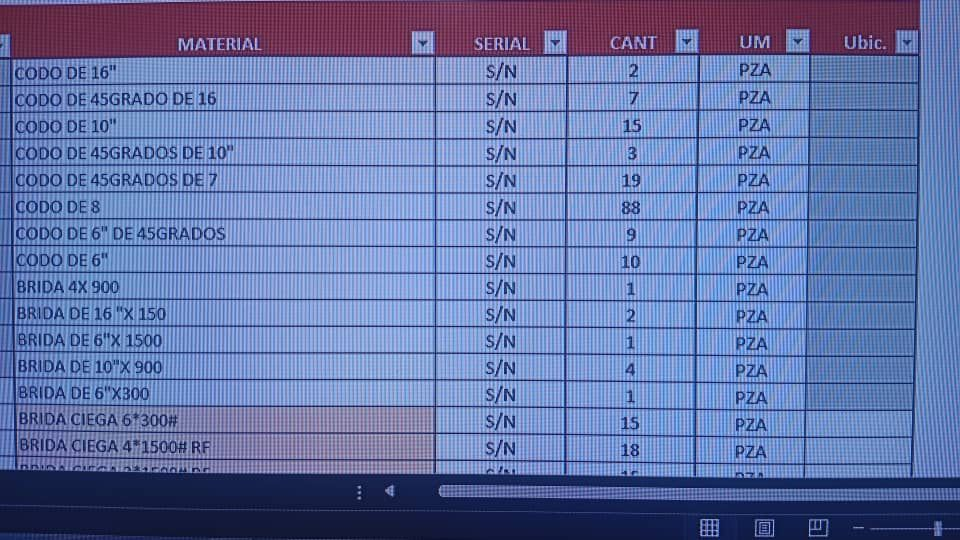 MATERIAL SERIAL CANT UM Ubic.
CODO DE 16" S/N 2 PZA
CODO DE 45GRADO DE 16 S/N 7 PZA
CODO DE 10" S/N 15 PZA
CODO DE 45GRADOS DE 10" S/N 3 PZA
CODO DE 45GRADOS DE 7 S/N 19 PZA
CODO DE 8 S/N 88 PZA
CODO DE 6" DE 45GRADOS S/N 9 PZA
CODO DE 6" S/N 10 PZA
BRIDA 4X 900 S/N 1 PZA
BRIDA DE 16 "X 150 S/N 2 PZA
BRIDA DE 6"X 1500 S/N 1 PZA
BRIDA DE 10"X 900 S/N 4 PZA
BRIDA DE 6"X300 S/N 1 PZA
BRIDA CIEGA 6*300# S/N 15 PZA
BRIDA CIEGA 4*1500# RF S/N 18 PZA
BRIDA CIEGA S/N PZA